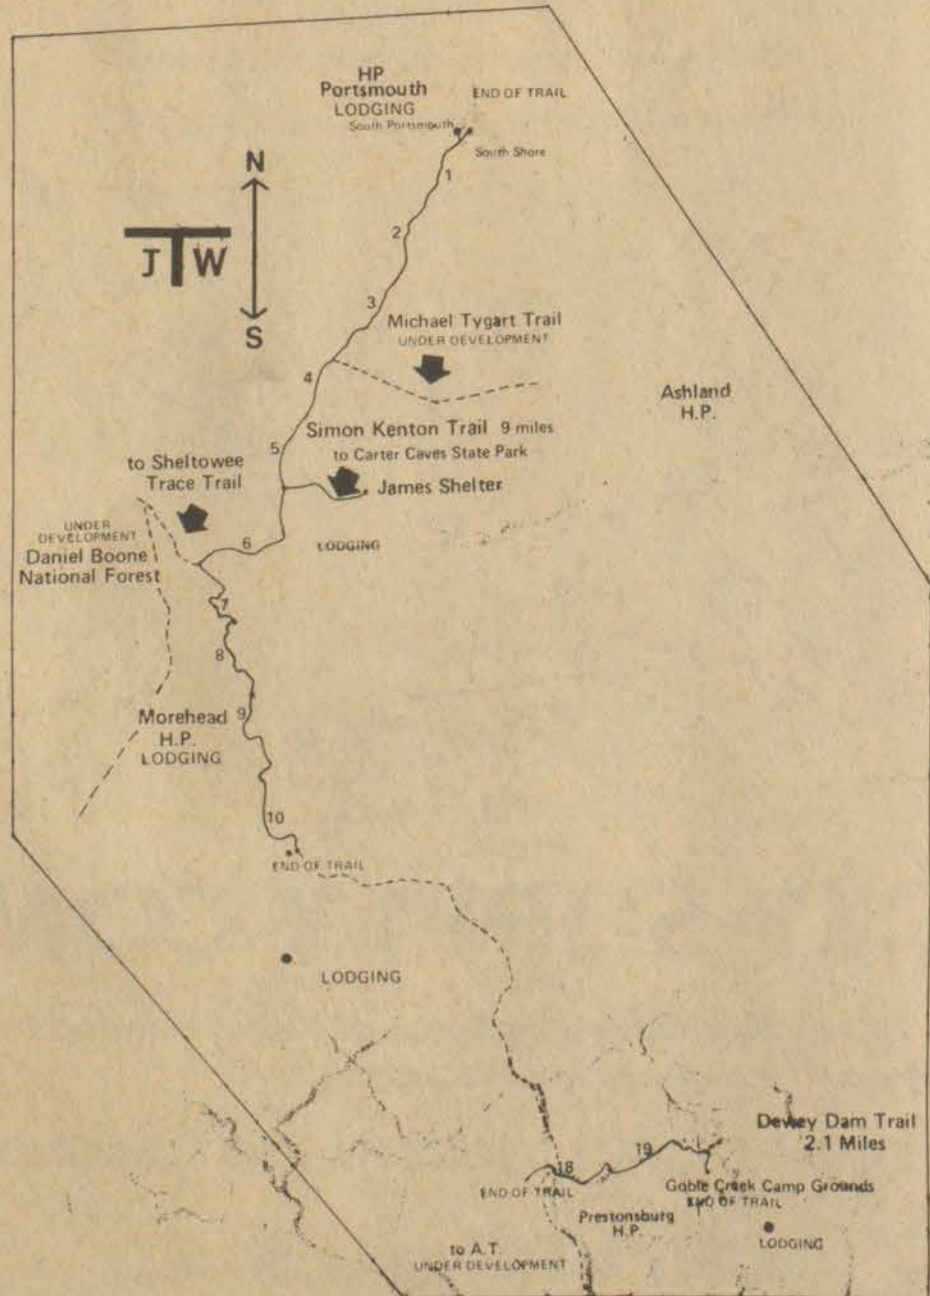 HP
Portsmouth
LODGING
END OF TRAIL
South Portsmouth
South Shore
1
N
2
J T W
S
3
Michael Tygart Trail
UNDER DEVELOPMENT
4
Ashland
H.P.
Simon Kenton Trail 9 miles
to Carter Caves State Park
5
James Shelter
to Sheltowee
Trace Trail
UNDER
DEVELOPMENT
Daniel Boone
National Forest
6
LODGING
7
8
Morehead
H.P.
LODGING
9
10
END OF TRAIL
LODGING
Dewey Dam Trail
2.1 Miles
18
19
END OF TRAIL
Goble Creek Camp Grounds
END OF TRAIL
Prestonsburg
H.P.
LODGING
to A.T.
UNDER DEVELOPMENT